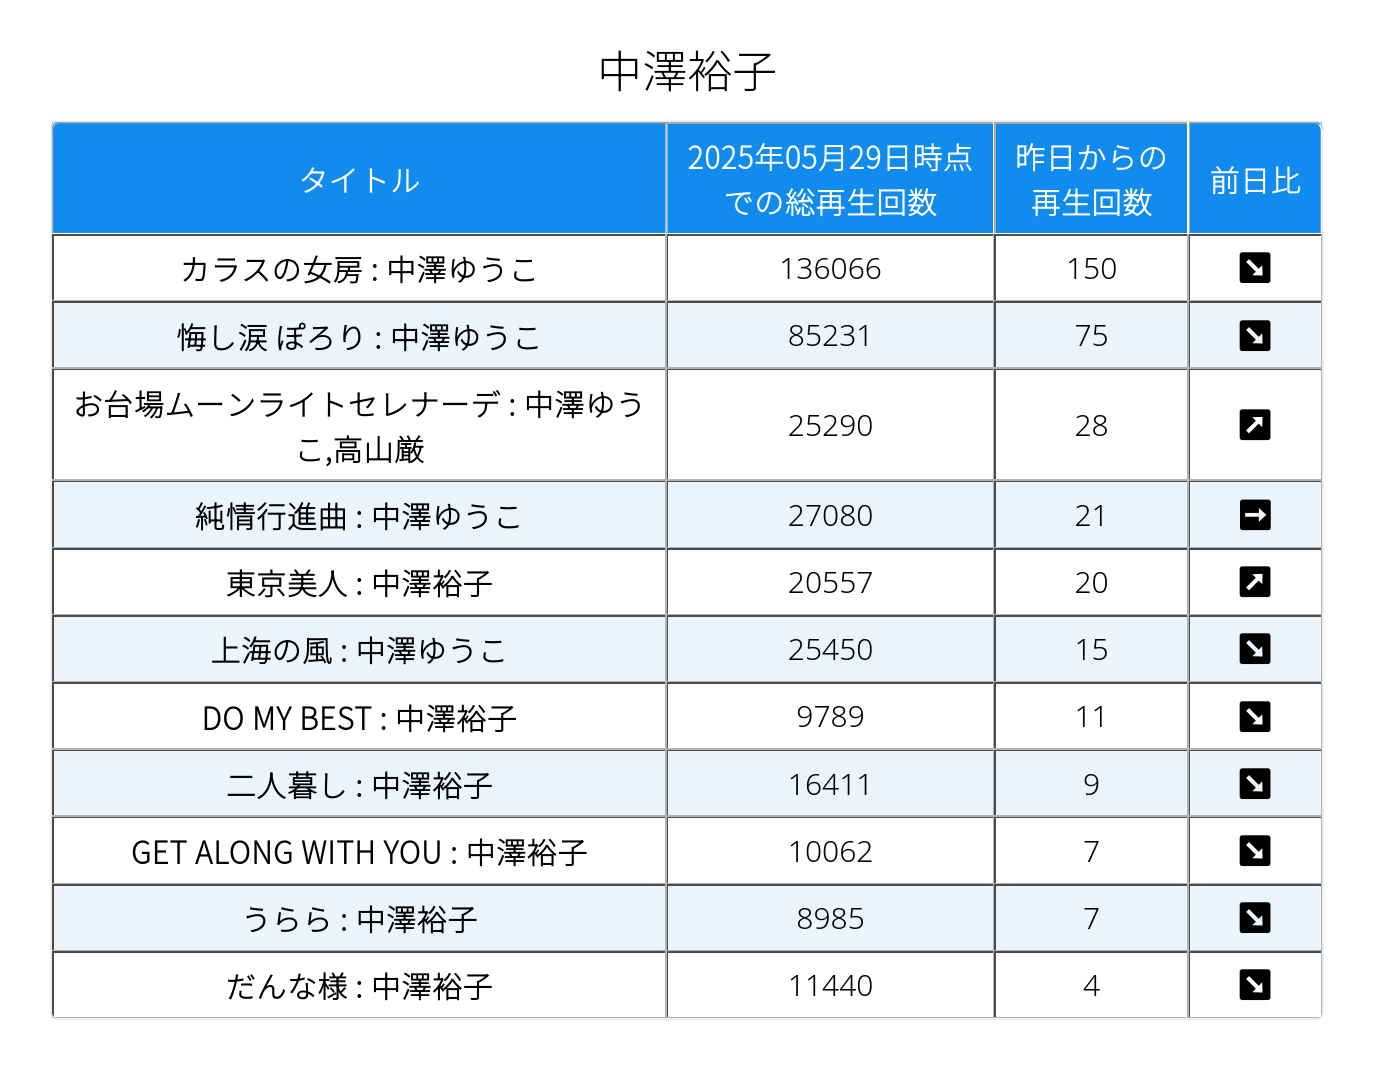 中澤裕子
タイトル
2025年05月29日時点
での総再生回数
昨日からの
再生回数
前日比
カラスの女房 : 中澤ゆうこ 136066 150 ↘
悔し涙 ぽろり : 中澤ゆうこ 85231 75 ↘
お台場ムーンライトセレナーデ : 中澤ゆう
こ,高山厳 25290 28 ↗
純情行進曲 : 中澤ゆうこ 27080 21 →
東京美人 : 中澤裕子 20557 20 ↗
上海の風 : 中澤ゆうこ 25450 15 ↘
DO MY BEST : 中澤裕子 9789 11 ↘
二人暮し : 中澤裕子 16411 9 ↘
GET ALONG WITH YOU : 中澤裕子 10062 7 ↘
うらら : 中澤裕子 8985 7 ↘
だんな様 : 中澤裕子 11440 4 ↘